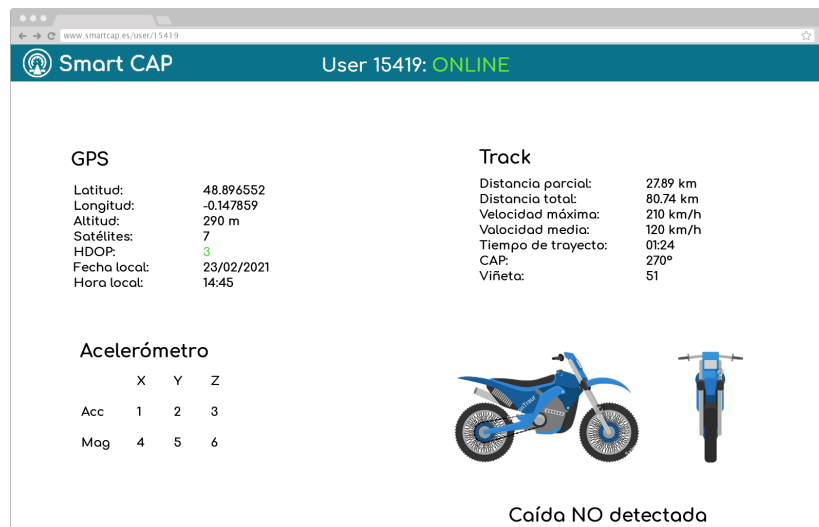 www.smartcap.es/user/15419
Smart CAP
User 15419: ONLINE
GPS
Latitud: 48.896552
Longitud: -0.147859
Altitud: 290 m
Satélites: 7
HDOP: 3
Fecha local: 23/02/2021
Hora local: 14:45
Track
Distancia parcial: 27.89 km
Distancia total: 80.74 km
Velocidad máxima: 210 km/h
Valocidad media: 120 km/h
Tiempo de trayecto: 01:24
CAP: 270º
Viñeta: 51
Acelerómetro
X Y Z
Acc 1 2 3
Mag 4 5 6
Caída NO detectada